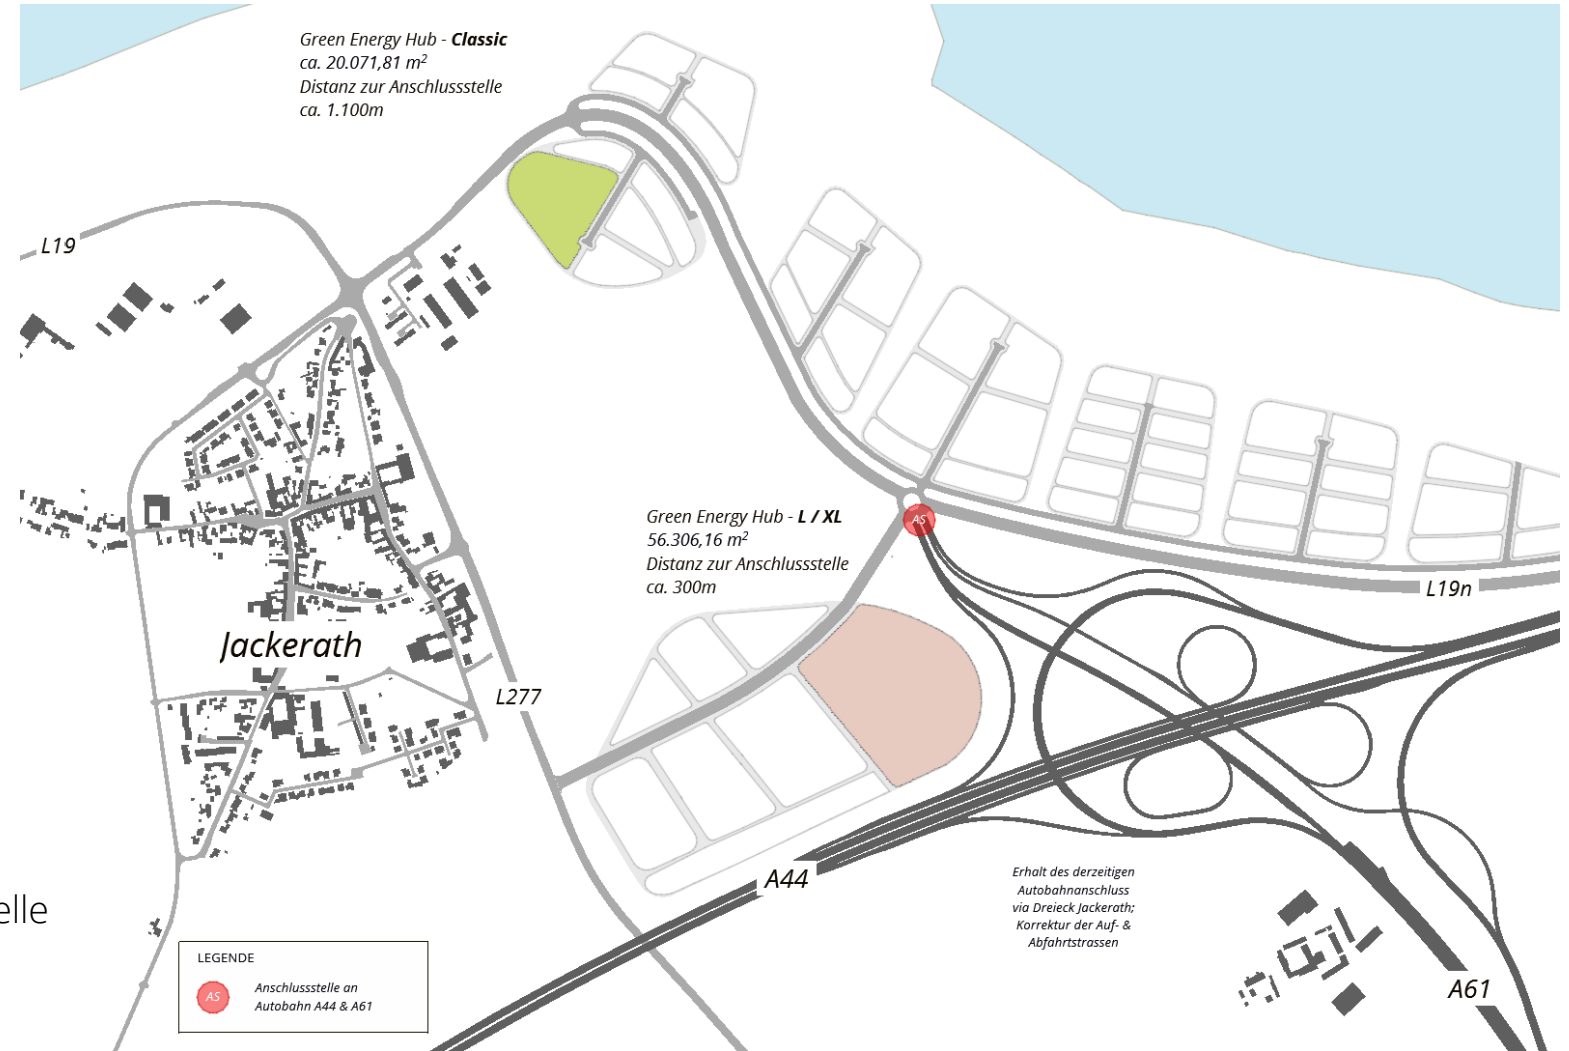 Green Energy Hub - Classic
ca. 20.071,81 m²
Distanz zur Anschlussstelle
ca. 1.100m
L19
Green Energy Hub - L / XL
56.306,16 m²
Distanz zur Anschlussstelle
ca. 300m
AS
L19n
Jackerath
L277
A44
Erhalt des derzeitigen
Autobahnanschluss
via Dreieck Jackerath;
Korrektur der Auf- &
Abfahrtstrassen
elle
LEGENDE
AS
Anschlussstelle an
Autobahn A44 & A61
A61